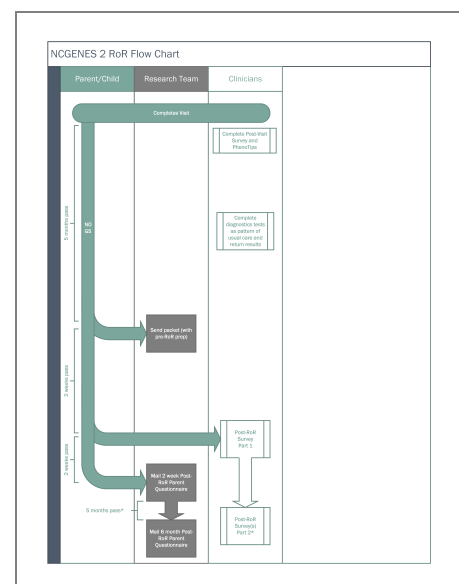 NCGENES 2 RoR Flow Chart
Parent/Child
Research Team
Clinicians
Completes Visit
Complete Post-Visit
Survey and
PhenoTips
5 months pass
NO
GS
Complete
diagnostics tests
as pattern of
usual care and
return results
Send packet (with
pre-RoR prep)
2 weeks pass
Post-RoR
Survey
Part 1
2 weeks pass
Mail 2 week Post-
RoR Parent
Questionnaire
5 months pass*
Mail 6 month Post-
RoR Parent
Questionnaire
Post-RoR
Survey(s)
Part 2*